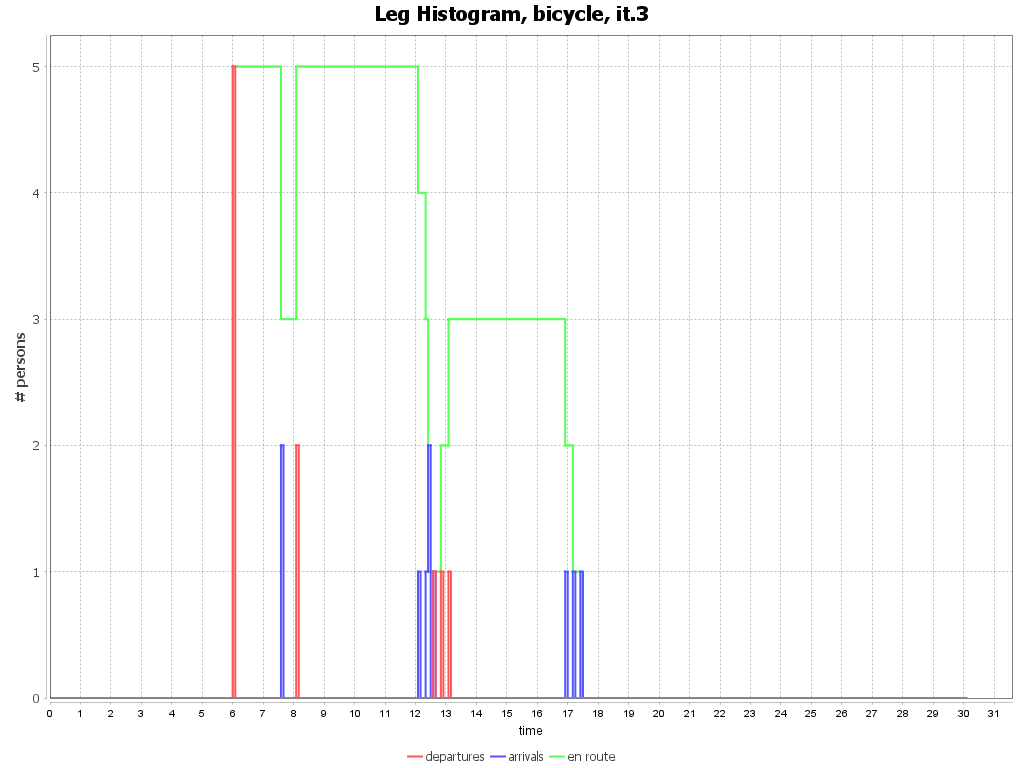 Leg Histogram, bicycle, it.3
# persons
5
4
3
2
1
0
0 1 2 3 4 5 6 7 8 9 10 11 12 13 14 15 16 17 18 19 20 21 22 23 24 25 26 27 28 29 30 31
time
departures arrivals en route